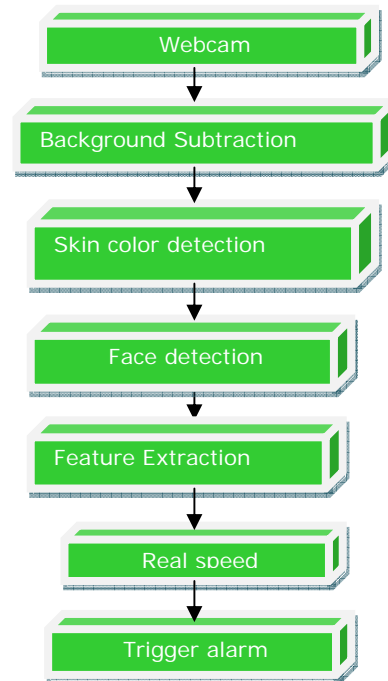 Webcam
Background Subtraction
Skin color detection
Face detection
Feature Extraction
Real speed
Trigger alarm